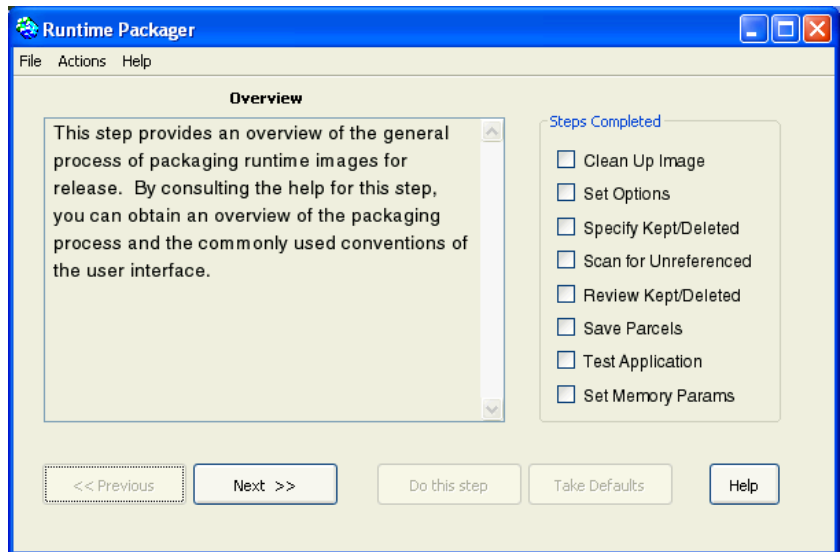 Runtime Packager
File Actions Help
Overview
This step provides an overview of the general
process of packaging runtime images for
release. By consulting the help for this step,
you can obtain an overview of the packaging
process and the commonly used conventions of
the user interface.
Steps Completed
Clean Up Image
Set Options
Specify Kept/Deleted
Scan for Unreferenced
Review Kept/Deleted
Save Parcels
Test Application
Set Memory Params
<< Previous
Next >>
Do this step
Take Defaults
Help